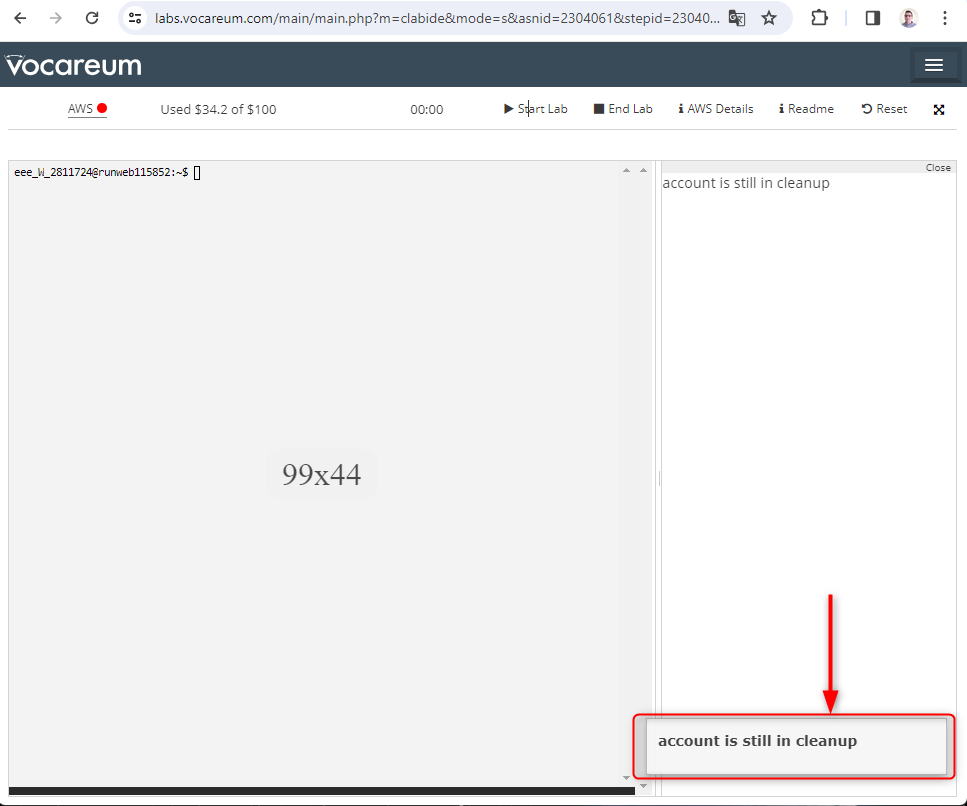 labs.vocareum.com/main/main.php?m=clabide&mode=s&asnid=2304061&stepid=23040...
vocareum
AWS Used $34.2 of $100 00:00 Start Lab End Lab AWS Details Readme Reset
Close
eee_W_2811724@runweb115852:~$
account is still in cleanup
99x44
account is still in cleanup